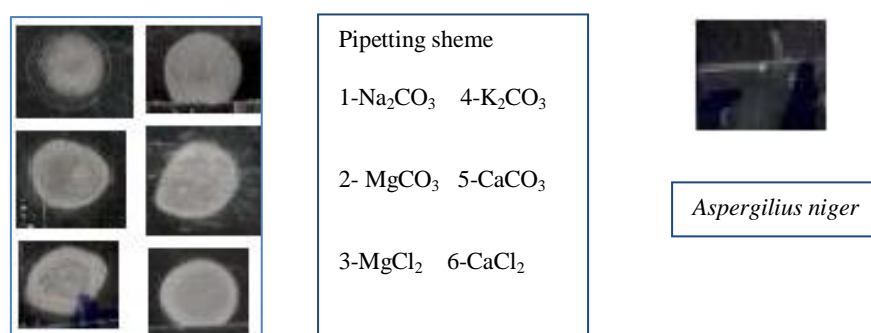 Pipetting sheme
1-Na₂CO₃ 4-K₂CO₃
2- MgCO₃ 5-CaCO₃
3-MgCl₂ 6-CaCl₂
Aspergilius niger